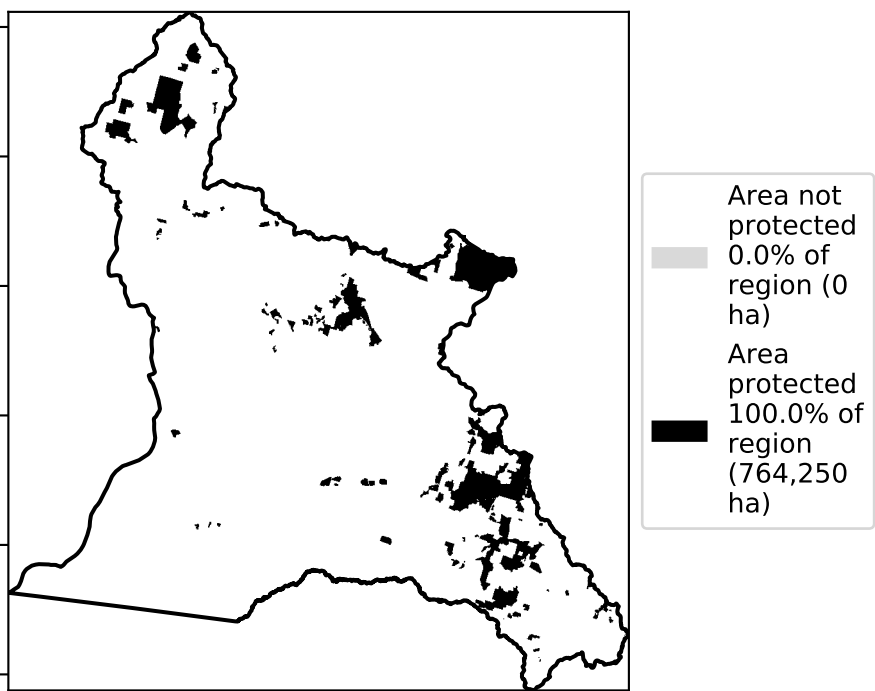 Area not
protected
0.0% of
region (0
ha)
Area
protected
100.0% of
region
(764,250
ha)